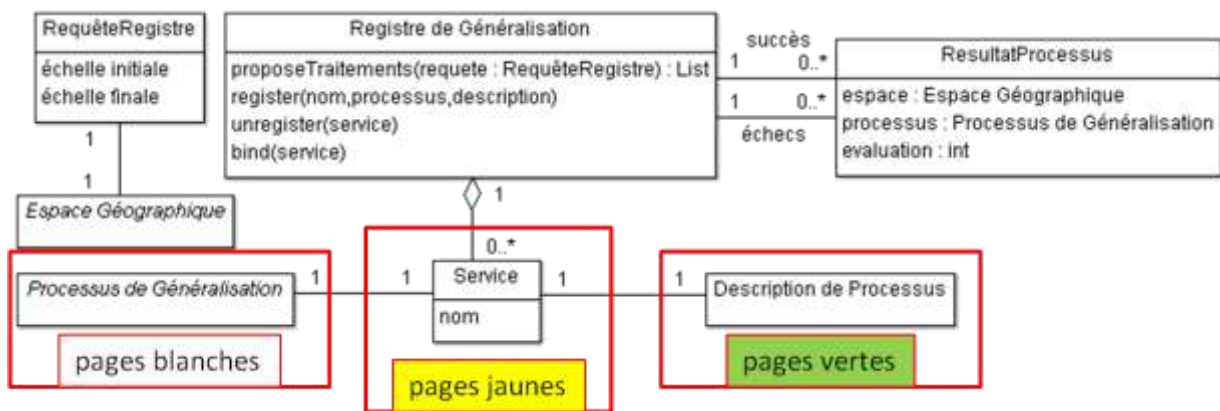 RequêteRegistre
échelle initiale
échelle finale
1
1
Espace Géographique
Registre de Généralisation
proposeTraitements(requete : RequêteRegistre) : List
register(nom,processus,description)
unregister(service)
bind(service)
succès
1 0..*
1 0..*
échecs
ResultatProcessus
espace : Espace Géographique
processus : Processus de Généralisation
evaluation : int
1
0..*
Processus de Généralisation
1 1
Service
nom
1 1
Description de Processus
pages blanches
pages jaunes
pages vertes